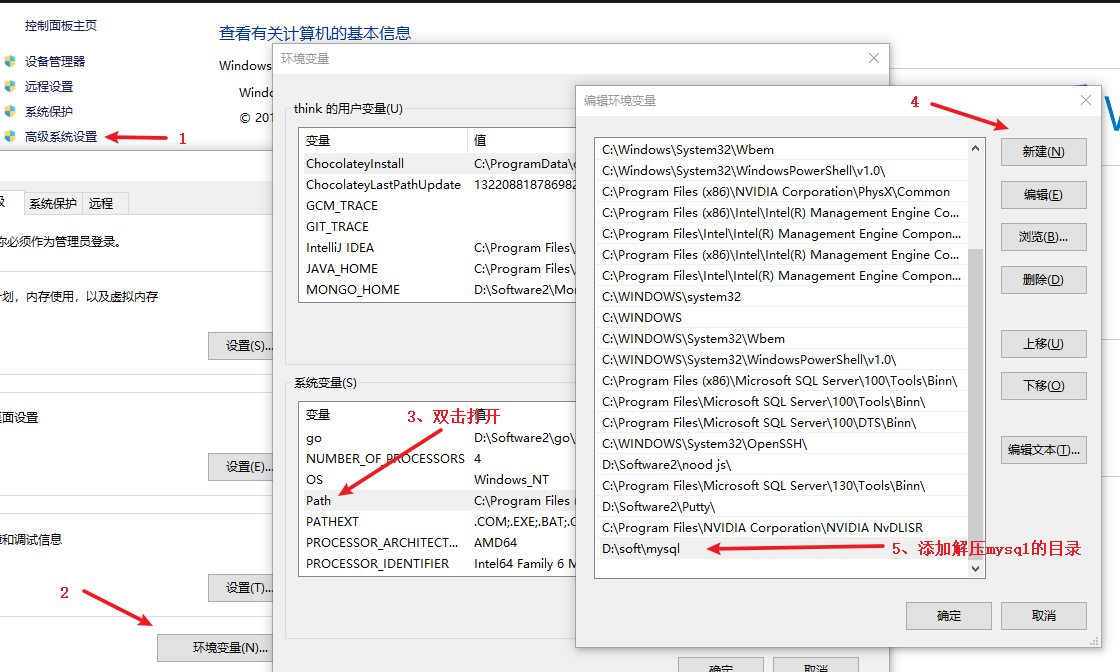 控制面板主页
设备管理器
远程设置
系统保护
高级系统设置
1
查看有关计算机的基本信息
Windows
© 201
系统保护
远程
你必须作为管理员登录。
划，内存使用，以及虚拟内存
设置(S)...
桌面设置
设置(E)...
和调试信息
设置(T)...
2
环境变量(N)...
环境变量
think 的用户变量(U)
变量 值
ChocolateyInstall C:\ProgramData\
ChocolateyLastPathUpdate 132208818786982
GCM_TRACE
GIT_TRACE
IntelliJ IDEA C:\Program Files\
JAVA_HOME C:\Program Files\
MONGO_HOME D:\Software2\Mo
系统变量(S)
变量 值
3、双击打开
go D:\Software2\go\
NUMBER_OF_PROCESSORS 4
OS Windows_NT
Path C:\Program Files
PATHEXT .COM;.EXE;.BAT;.C
PROCESSOR_ARCHITECT... AMD64
PROCESSOR_IDENTIFIER Intel64 Family 6 M
确定
取消
编辑环境变量
4
C:\Windows\System32\Wbem
C:\Windows\System32\WindowsPowerShell\v1.0\
C:\Program Files (x86)\NVIDIA Corporation\PhysX\Common
C:\Program Files (x86)\Intel\Intel(R) Management Engine Co...
C:\Program Files\Intel\Intel(R) Management Engine Compon...
C:\Program Files (x86)\Intel\Intel(R) Management Engine Co...
C:\Program Files\Intel\Intel(R) Management Engine Compon...
C:\WINDOWS\system32
C:\WINDOWS
C:\WINDOWS\System32\Wbem
C:\WINDOWS\System32\WindowsPowerShell\v1.0\
C:\Program Files (x86)\Microsoft SQL Server\100\Tools\Binn\
C:\Program Files\Microsoft SQL Server\100\Tools\Binn\
C:\Program Files\Microsoft SQL Server\100\DTS\Binn\
C:\WINDOWS\System32\OpenSSH\
D:\Software2\nood js\
C:\Program Files\Microsoft SQL Server\130\Tools\Binn\
D:\Software2\Putty\
C:\Program Files\NVIDIA Corporation\NVIDIA NvDLISR
D:\soft\mysql
5、添加解压mysql的目录
新建(N)
编辑(E)
浏览(B)...
删除(D)
上移(U)
下移(O)
编辑文本(T)...
确定
取消